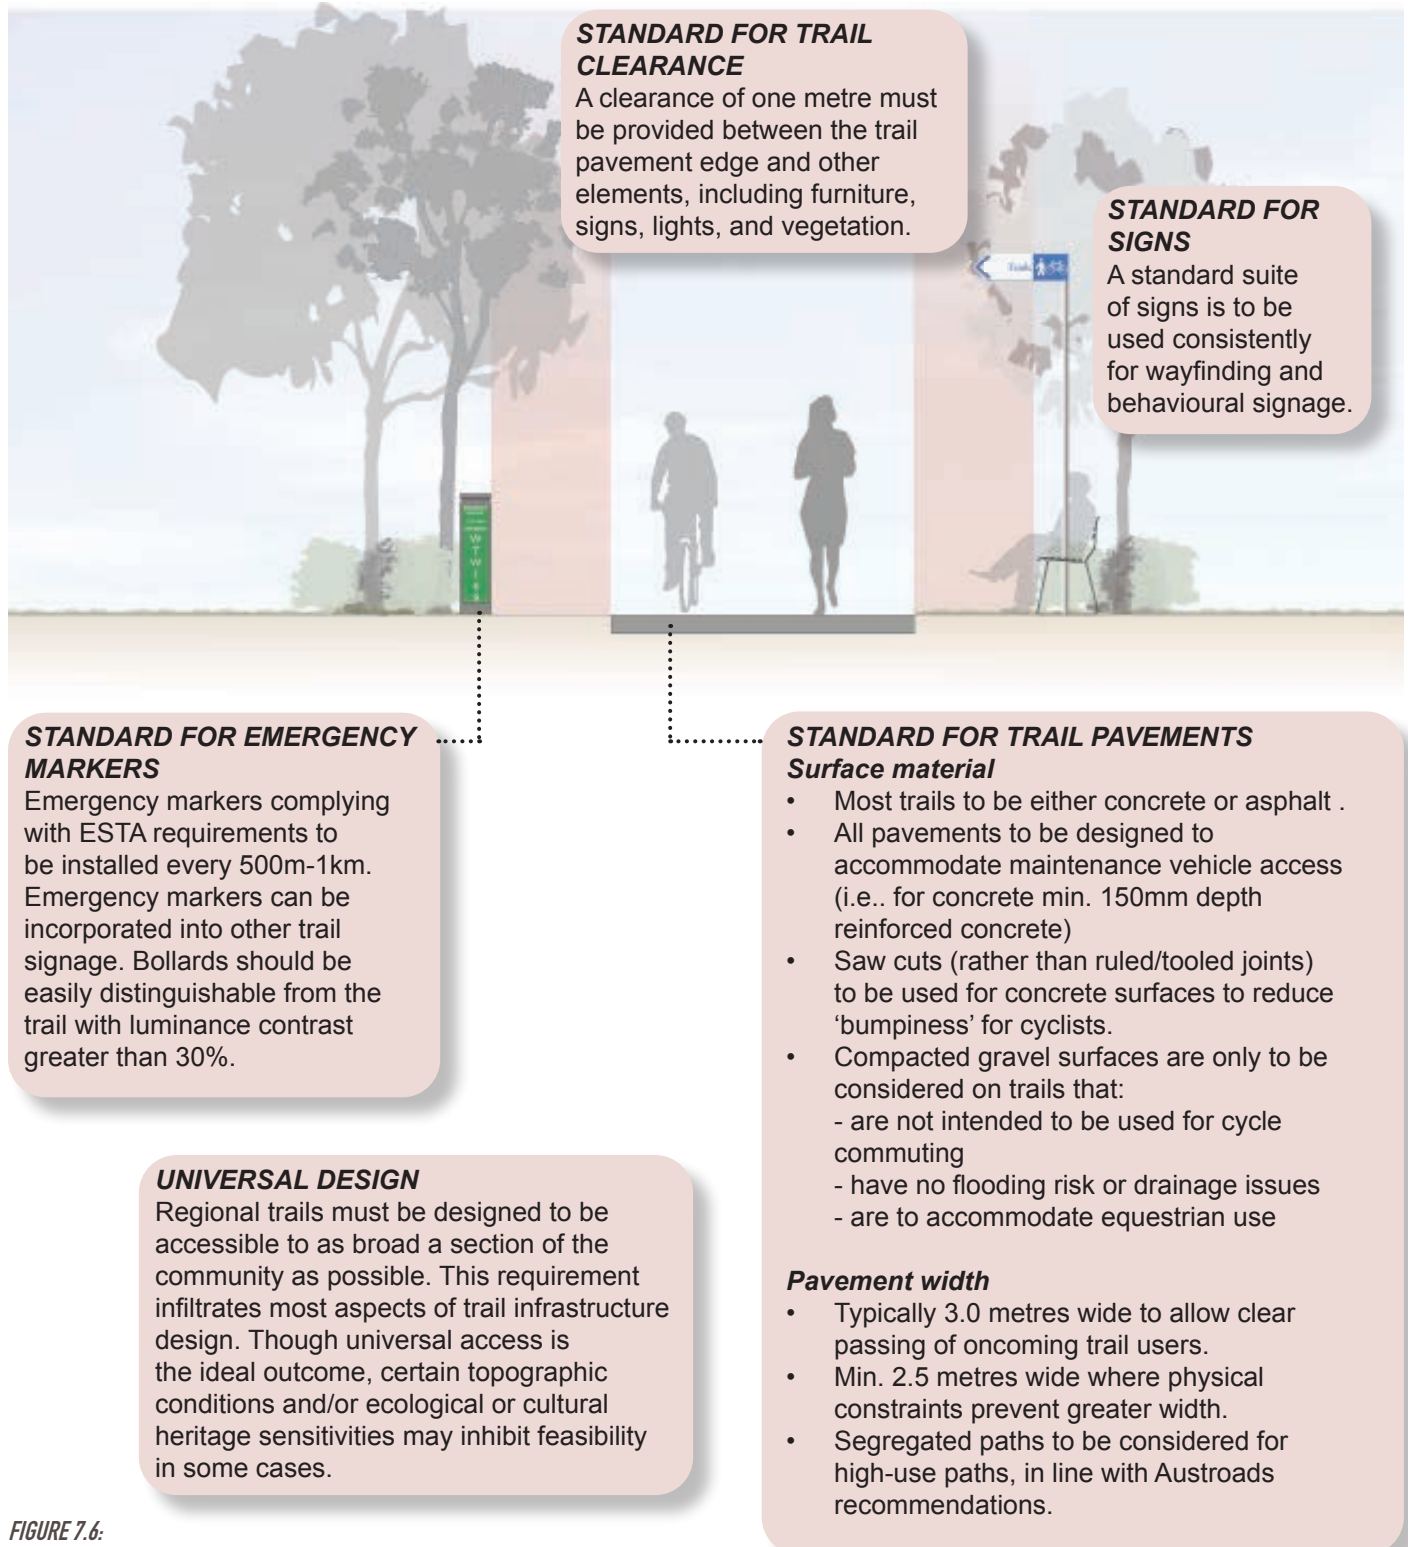 STANDARD FOR TRAIL
CLEARANCE
A clearance of one metre must
be provided between the trail
pavement edge and other
elements, including furniture,
signs, lights, and vegetation.
STANDARD FOR
SIGNS
A standard suite
of signs is to be
used consistently
for wayfinding and
behavioural signage.
STANDARD FOR EMERGENCY
MARKERS
Emergency markers complying
with ESTA requirements to
be installed every 500m-1km.
Emergency markers can be
incorporated into other trail
signage. Bollards should be
easily distinguishable from the
trail with luminance contrast
greater than 30%.
UNIVERSAL DESIGN
Regional trails must be designed to be
accessible to as broad a section of the
community as possible. This requirement
infiltrates most aspects of trail infrastructure
design. Though universal access is
the ideal outcome, certain topographic
conditions and/or ecological or cultural
heritage sensitivities may inhibit feasibility
in some cases.
STANDARD FOR TRAIL PAVEMENTS
Surface material
• Most trails to be either concrete or asphalt .
• All pavements to be designed to
accommodate maintenance vehicle access
(i.e.. for concrete min. 150mm depth
reinforced concrete)
• Saw cuts (rather than ruled/tooled joints)
to be used for concrete surfaces to reduce
‘bumpiness’ for cyclists.
• Compacted gravel surfaces are only to be
considered on trails that:
- are not intended to be used for cycle
commuting
- have no flooding risk or drainage issues
- are to accommodate equestrian use
Pavement width
• Typically 3.0 metres wide to allow clear
passing of oncoming trail users.
• Min. 2.5 metres wide where physical
constraints prevent greater width.
• Segregated paths to be considered for
high-use paths, in line with Austroads
recommendations.
FIGURE 7.6: